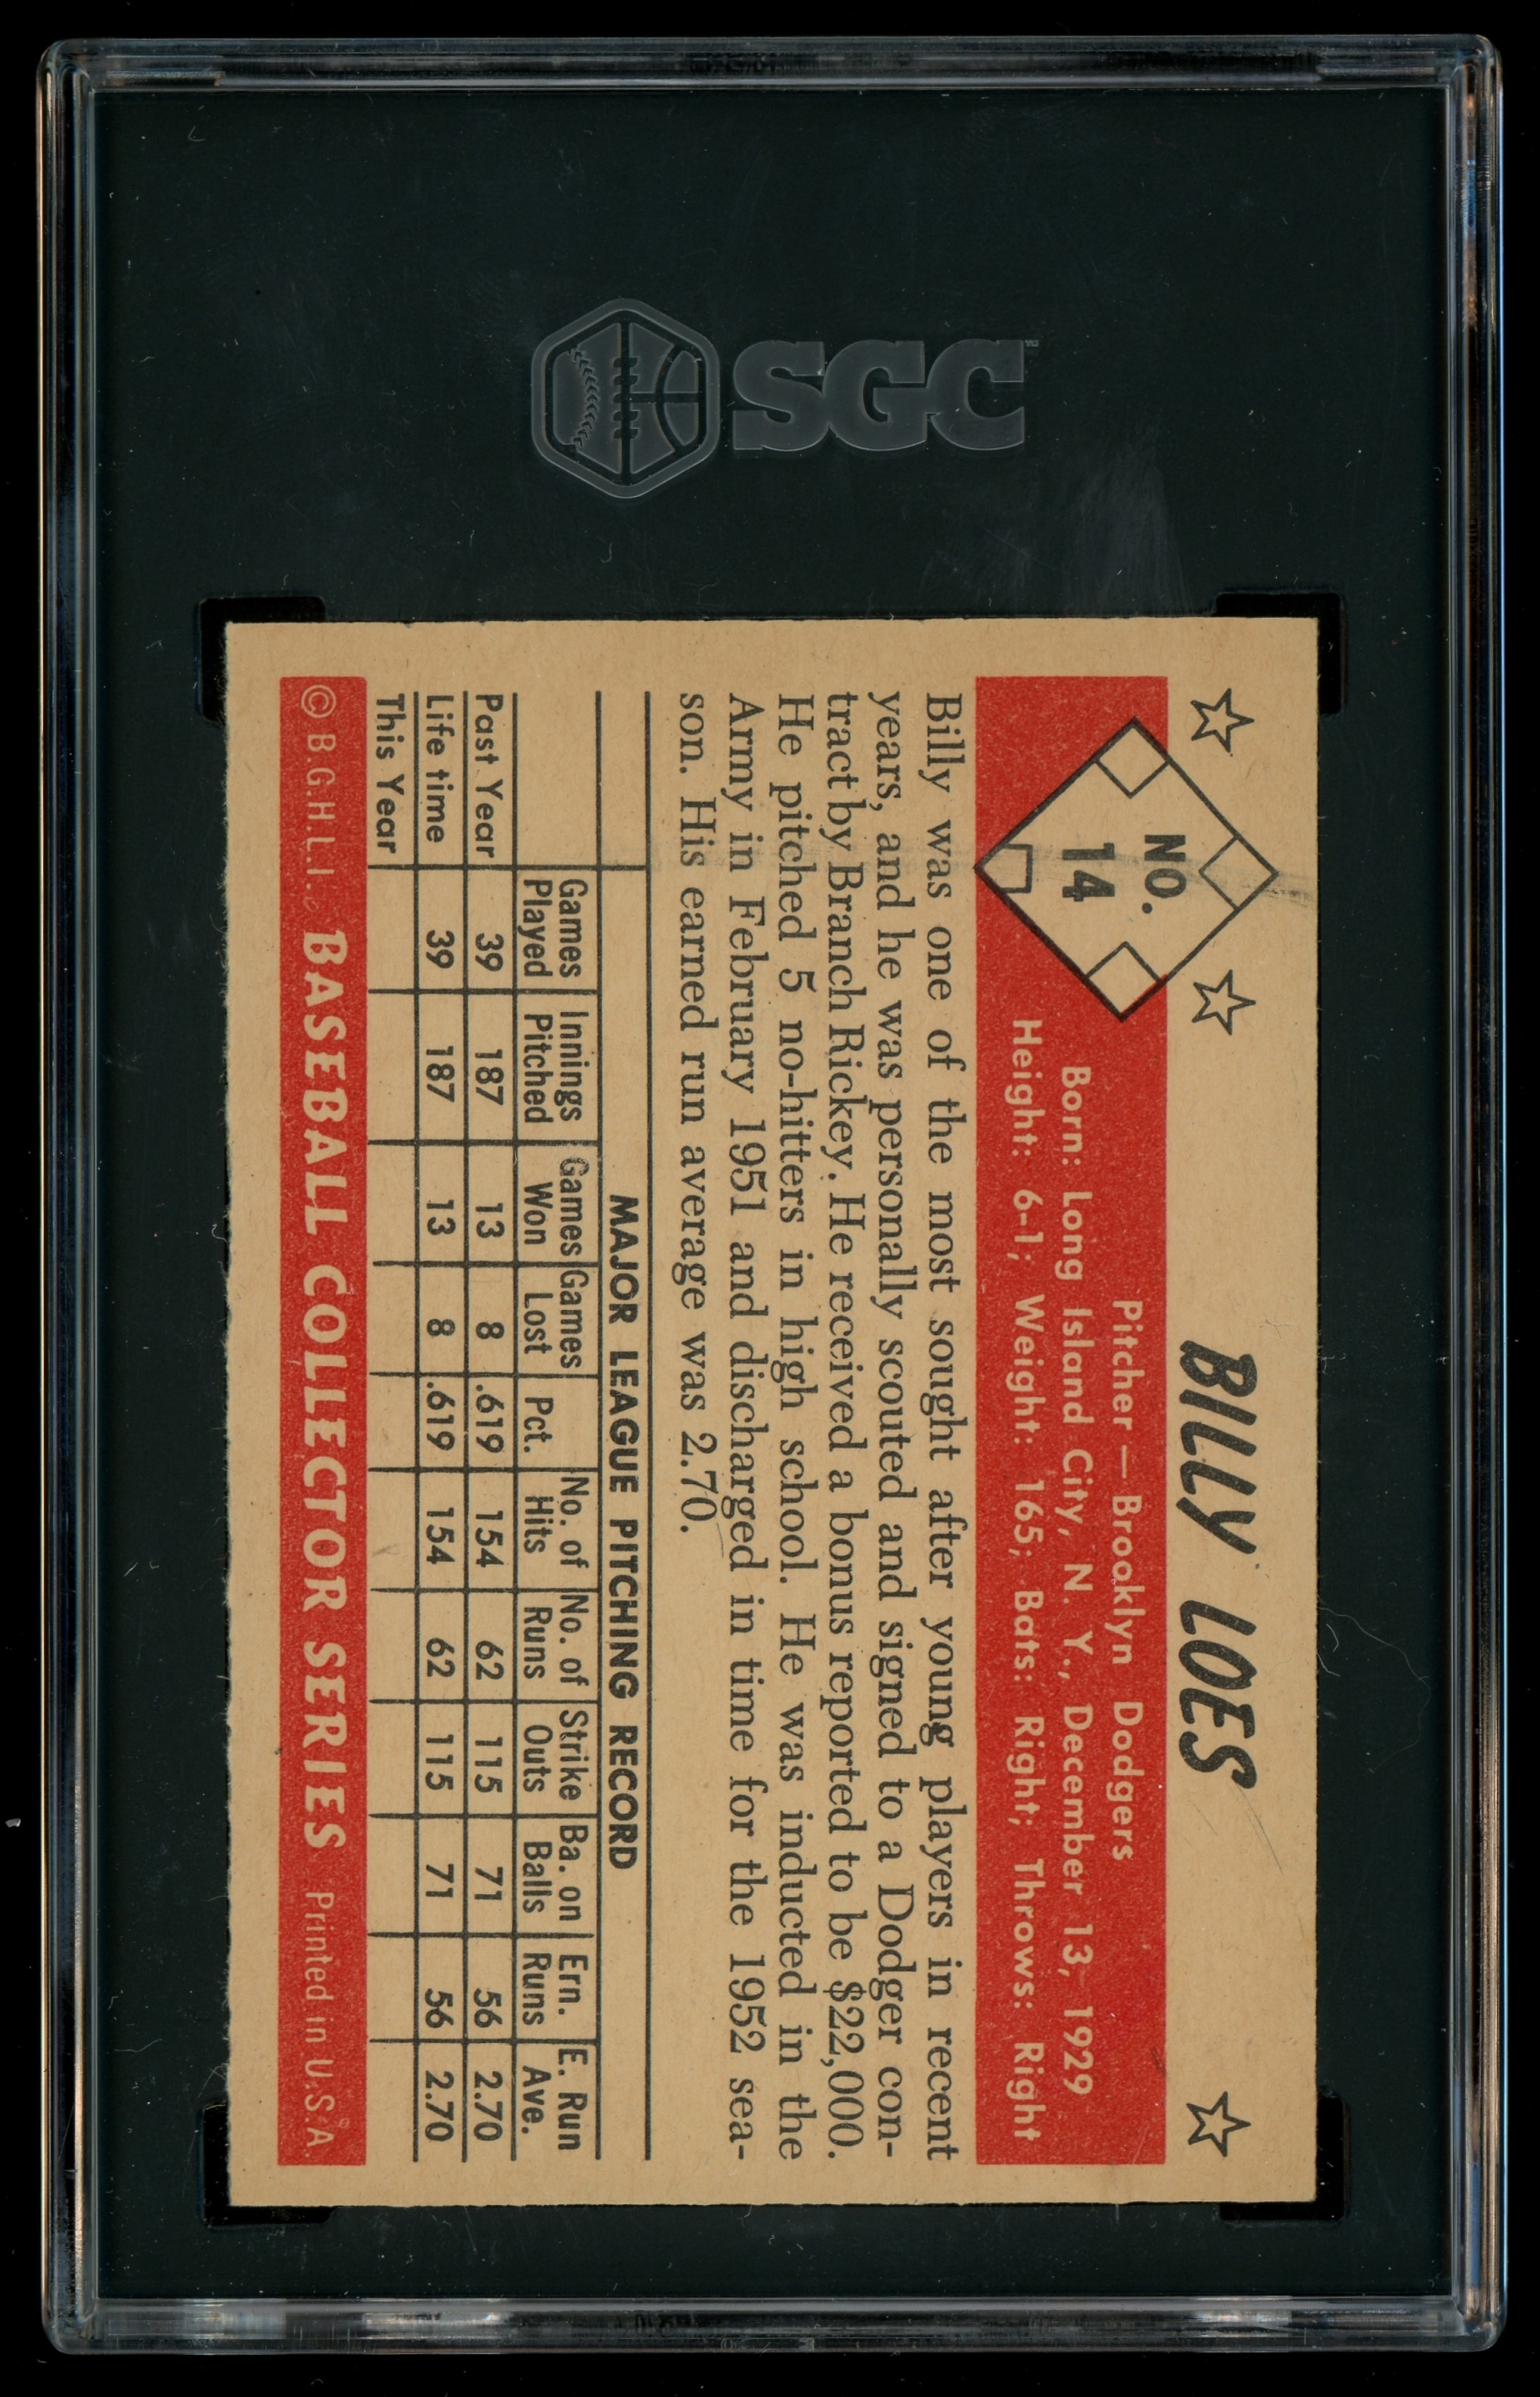 SGC
BILLY LOES
NO.
14
Pitcher — Brooklyn Dodgers
Born: Long Island City, N. Y., December 13, 1929
Height: 6-1; Weight: 165; Bats: Right; Throws: Right
Billy was one of the most sought after young players in recent
years, and he was personally scouted and signed to a Dodger con-
tract by Branch Rickey. He received a bonus reported to be $22,000.
He pitched 5 no-hitters in high school. He was inducted in the
Army in February 1951 and discharged in time for the 1952 sea-
son. His earned run average was 2.70.
MAJOR LEAGUE PITCHING RECORD
Games Innings Games Games No. of No. of Strike Ba. on Ern. E. Run
Played Pitched Won Lost Pct. Hits Runs Outs Balls Runs Ave.
Past Year 39 187 13 8 .619 154 62 115 71 56 2.70
Life time 39 187 13 8 .619 154 62 115 71 56 2.70
This Year
© B.G.H.L.I. BASEBALL COLLECTOR SERIES Printed in U.S.A.